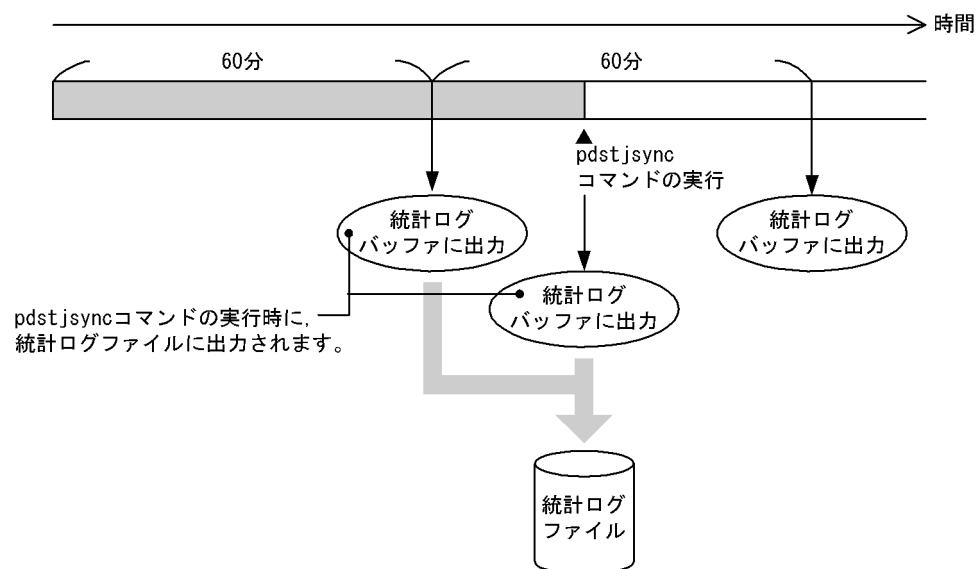 時間
60分
60分
pdstjsync
コマンドの実行
統計ログ
バッファに出力
統計ログ
バッファに出力
統計ログ
バッファに出力
pdstjsyncコマンドの実行時に,
統計ログファイルに出力されます。
統計ログ
ファイル